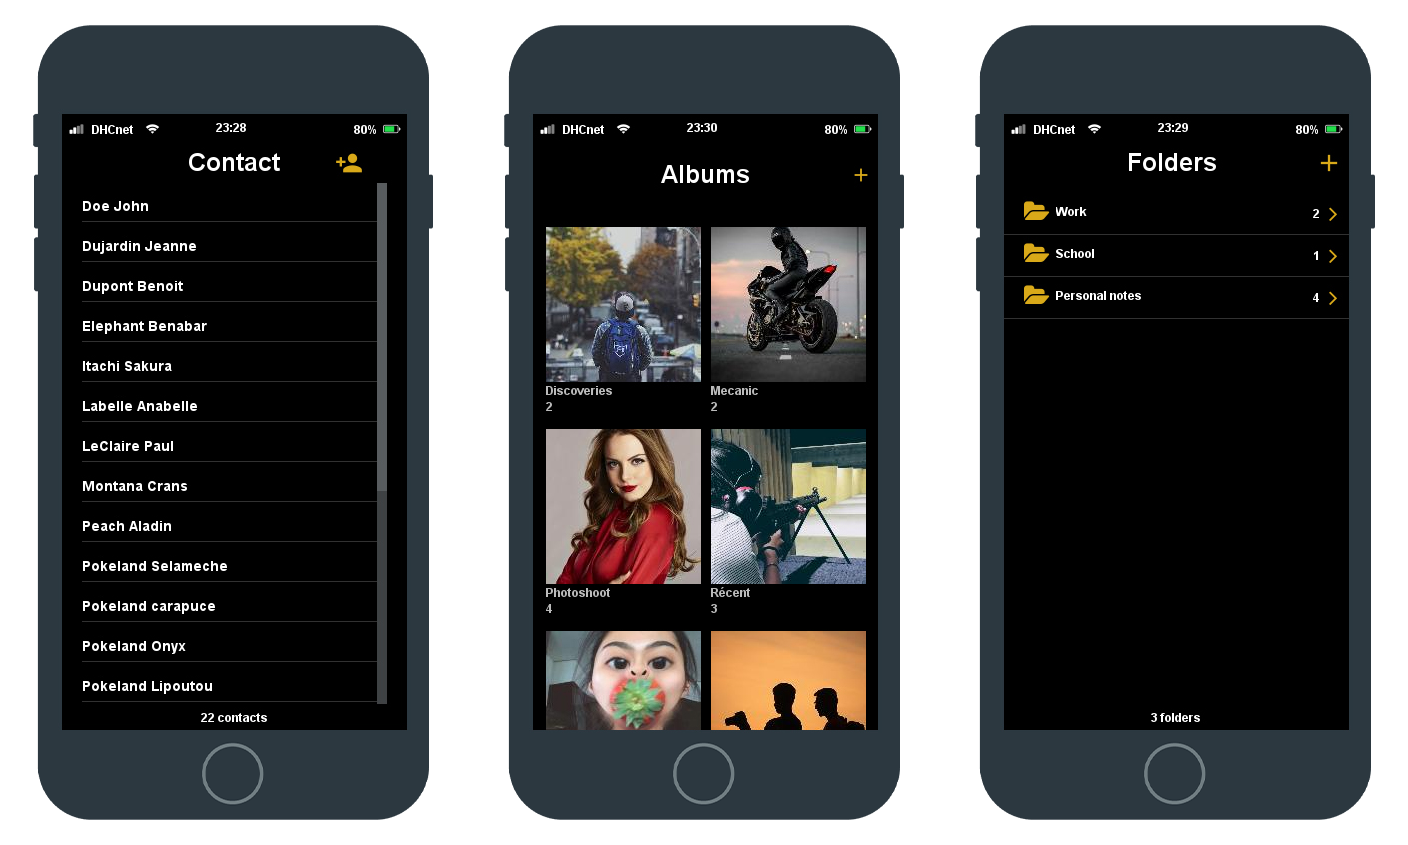 DHCnet 23:28 80%
Contact
Doe John
Dujardin Jeanne
Dupont Benoit
Elephant Benabar
Itachi Sakura
Labelle Anabelle
LeClaire Paul
Montana Crans
Peach Aladin
Pokeland Selameche
Pokeland carapuce
Pokeland Onyx
Pokeland Lipoutou
22 contacts
DHCnet 23:30 80%
Albums
Discoveries Mecanic
2 2
Photoshoot Récent
4 3
DHCnet 23:29 80%
Folders
Work 2
School 1
Personal notes 4
3 folders